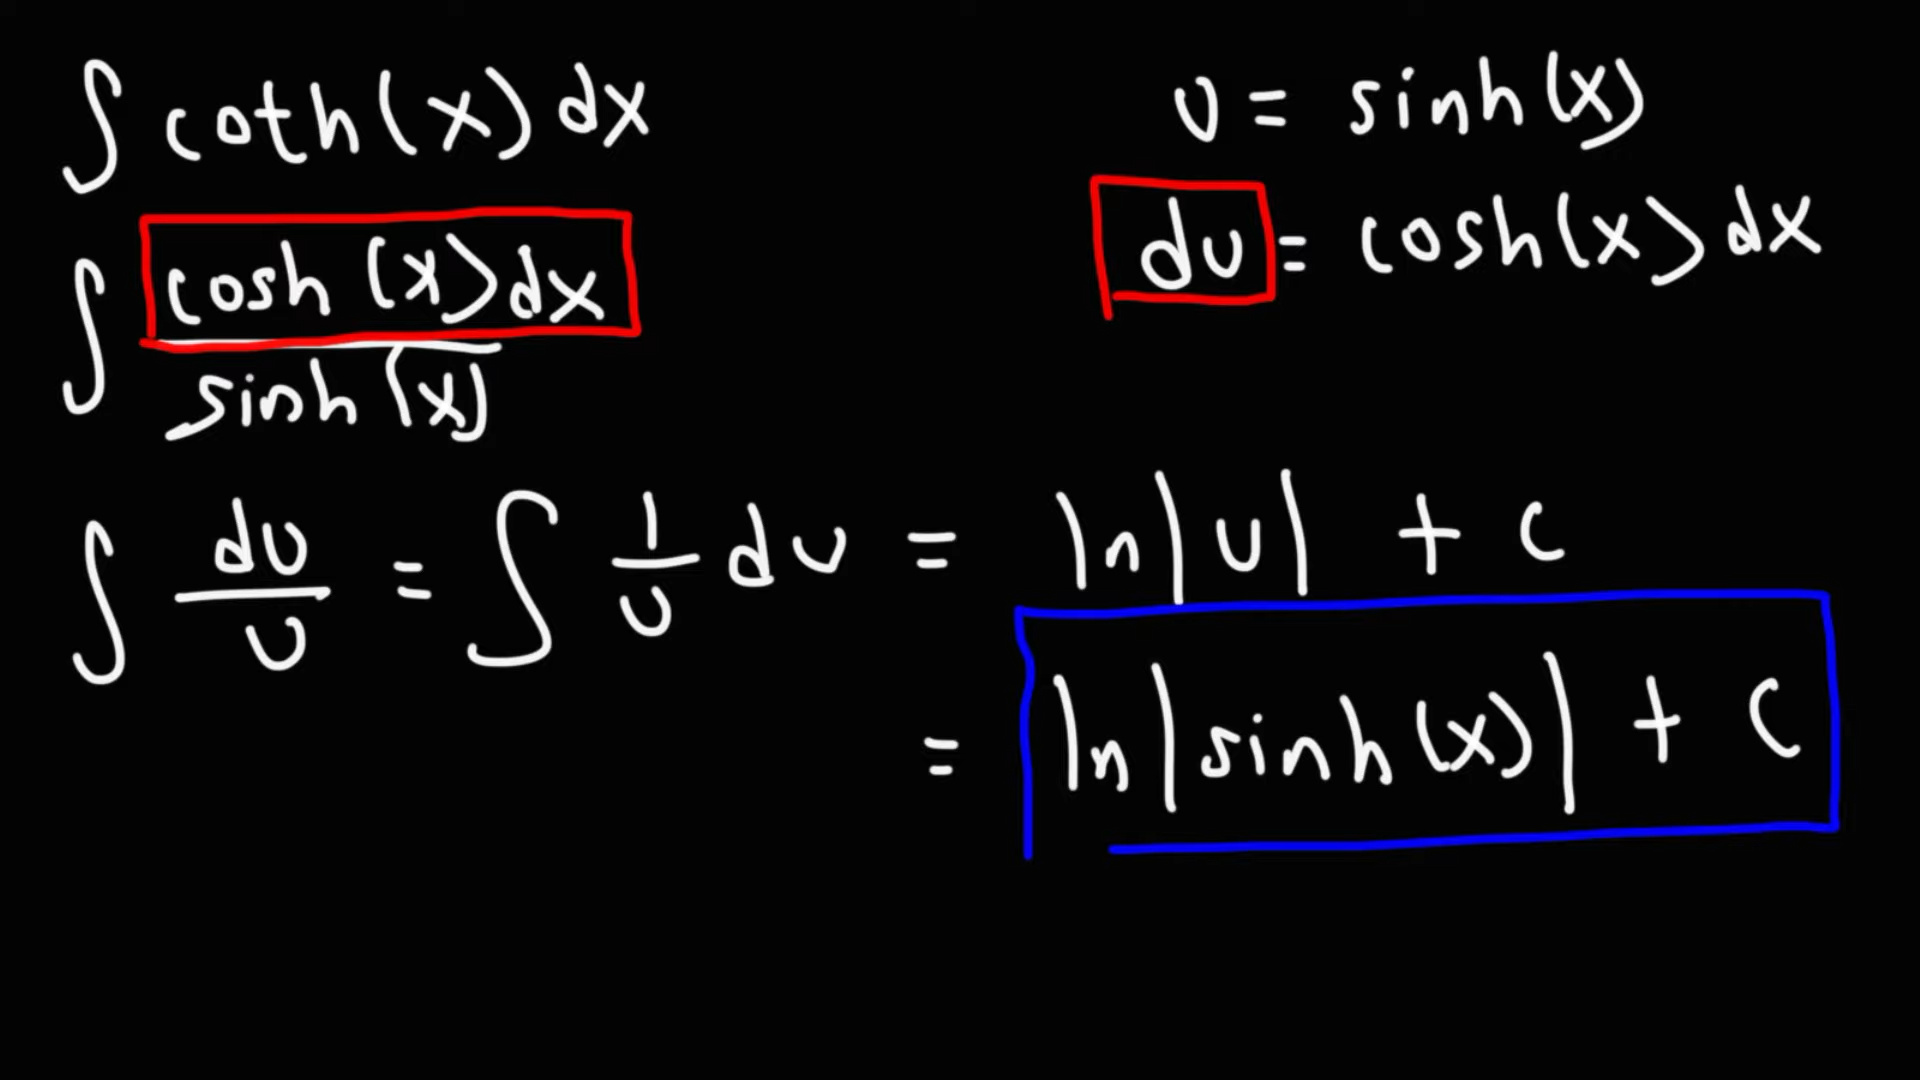 ∫ coth(x) dx
u = sinh(x)
du = cosh(x) dx
∫ cosh(x) dx / sinh(x)
∫ du/u = ∫ 1/u du = ln|u| + c
= ln|sinh(x)| + c